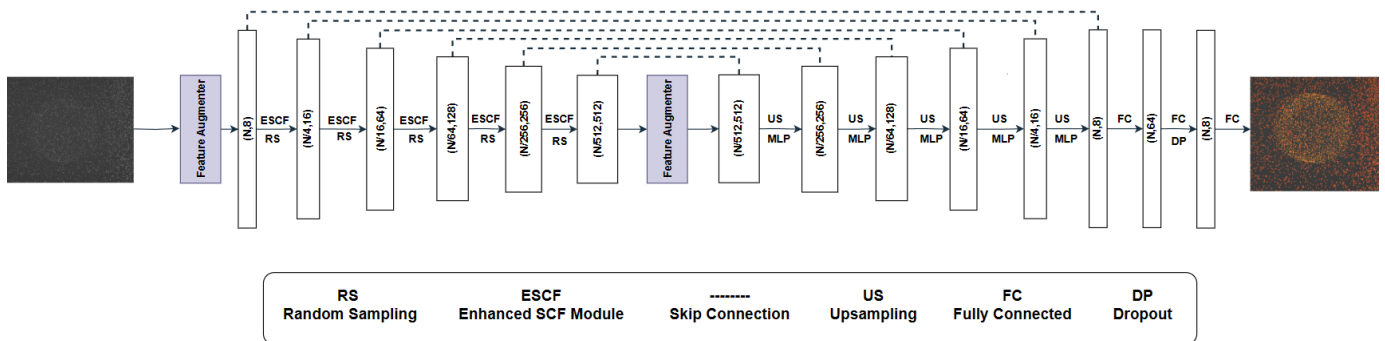 Feature Augmenter
(N,8)
ESCF
RS
(N/4,16)
ESCF
RS
(N/16,64)
ESCF
RS
(N/64,128)
ESCF
RS
(N/256,256)
ESCF
RS
(N/512,512)
Feature Augmenter
(N/512,512)
US
MLP
(N/256,256)
US
MLP
(N/64,128)
US
MLP
(N/16,64)
US
MLP
(N/4,16)
US
MLP
(N,8)
FC
(N,64)
FC
DP
(N,8)
FC
RS
Random Sampling
ESCF
Enhanced SCF Module
--------
Skip Connection
US
Upsampling
FC
Fully Connected
DP
Dropout